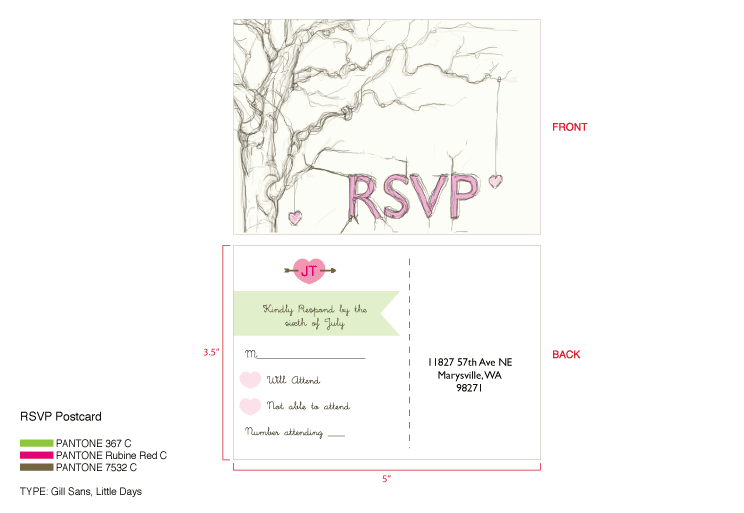 RSVP
FRONT
JT
Kindly Respond by the
sixth of July
M
Will Attend
Not able to attend
Number attending ___
11827 57th Ave NE
Marysville, WA
98271
BACK
3.5"
5"
RSVP Postcard
PANTONE 367 C
PANTONE Rubine Red C
PANTONE 7532 C
TYPE: Gill Sans, Little Days